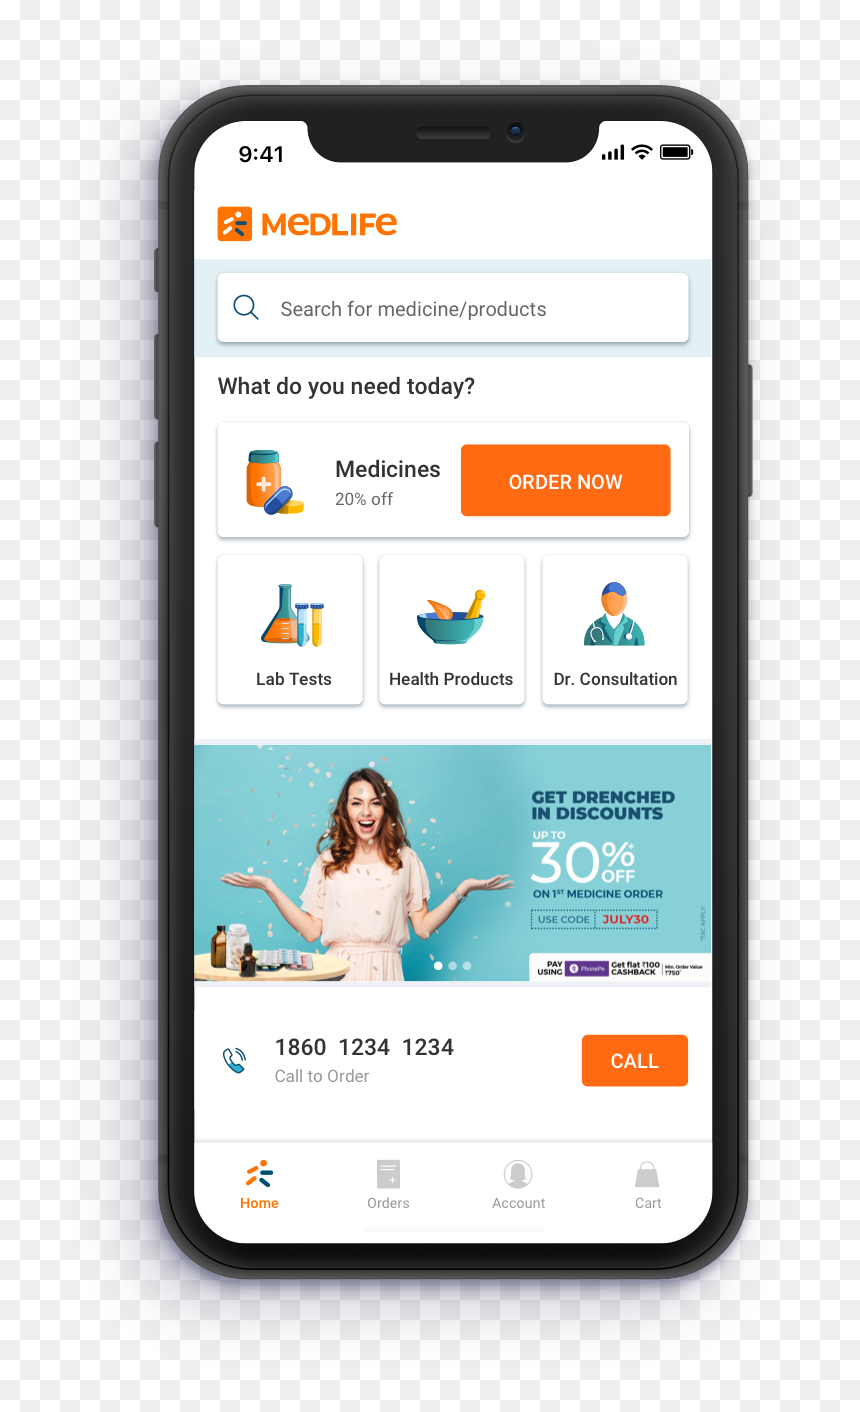 9:41
MEDLIFE
Search for medicine/products
What do you need today?
Medicines
20% off
ORDER NOW
Lab Tests
Health Products
Dr. Consultation
GET DRENCHED
IN DISCOUNTS
UP TO
30%*
OFF
ON 1ST MEDICINE ORDER
USE CODE JULY30
*T&C APPLY
PAY USING PhonePe Get flat ₹100 CASHBACK Min. Order Value ₹750*
1860 1234 1234
Call to Order
CALL
Home
Orders
Account
Cart